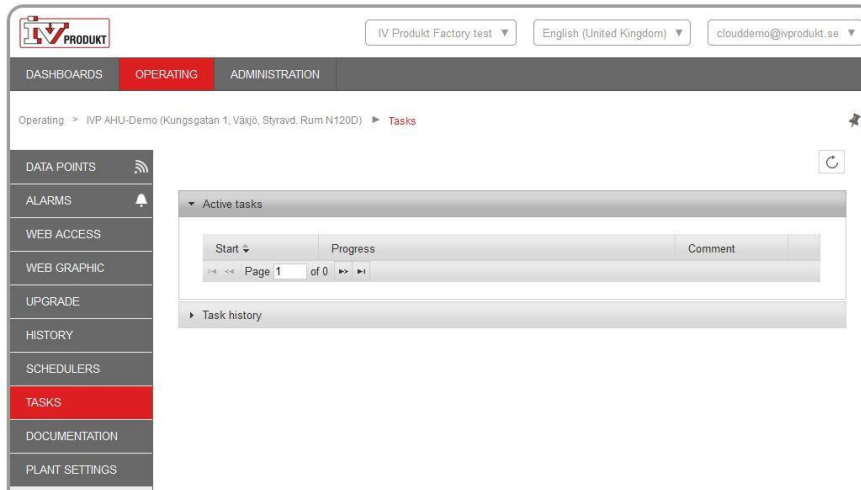 IV PRODUKT
IV Produkt Factory test
English (United Kingdom)
clouddemo@ivprodukt.se
DASHBOARDS
OPERATING
ADMINISTRATION
Operating > IVP AHU-Demo (Kungsgatan 1, Växjö, Styravd. Rum N120D) ► Tasks
DATA POINTS
ALARMS
WEB ACCESS
WEB GRAPHIC
UPGRADE
HISTORY
SCHEDULERS
TASKS
DOCUMENTATION
PLANT SETTINGS
Active tasks
Start Progress Comment
Page 1 of 0
Task history